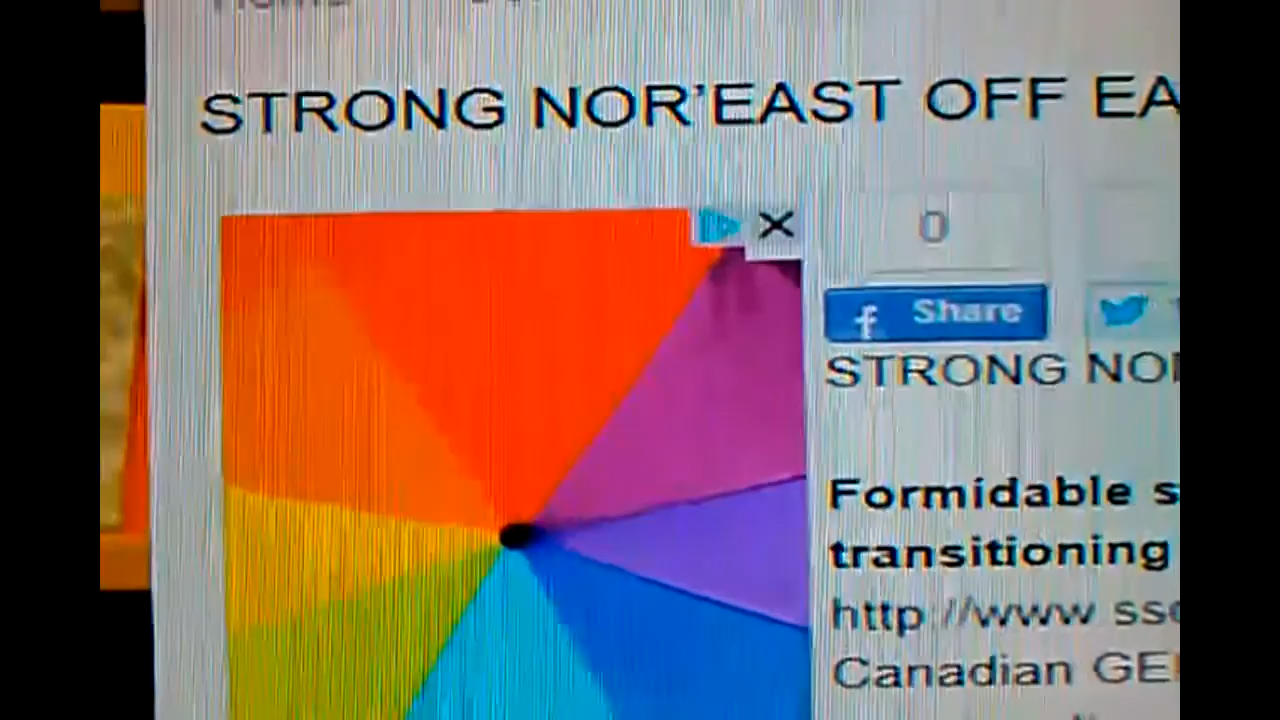 STRONG NOR'EAST OFF EA
0
f Share
STRONG NO
Formidable s
transitioning
http://www ss
Canadian GE